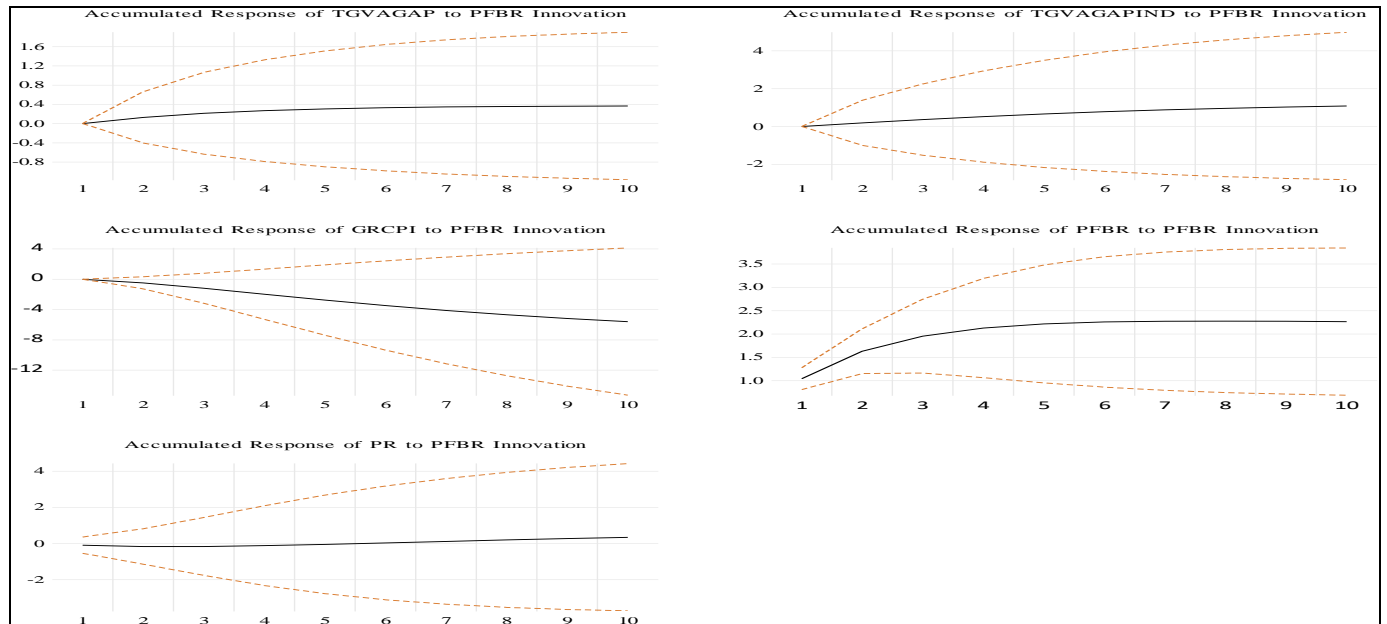 Accumulated Response of TGVAGAP to PFBR Innovation
1.6
1.2
0.8
0.4
0.0
-0.4
-0.8
1 2 3 4 5 6 7 8 9 10
Accumulated Response of TGVAGAPIND to PFBR Innovation
4
2
0
-2
1 2 3 4 5 6 7 8 9 10
Accumulated Response of GRCPI to PFBR Innovation
4
0
-4
-8
-12
1 2 3 4 5 6 7 8 9 10
Accumulated Response of PFBR to PFBR Innovation
3.5
3.0
2.5
2.0
1.5
1.0
1 2 3 4 5 6 7 8 9 10
Accumulated Response of PR to PFBR Innovation
4
2
0
-2
1 2 3 4 5 6 7 8 9 10